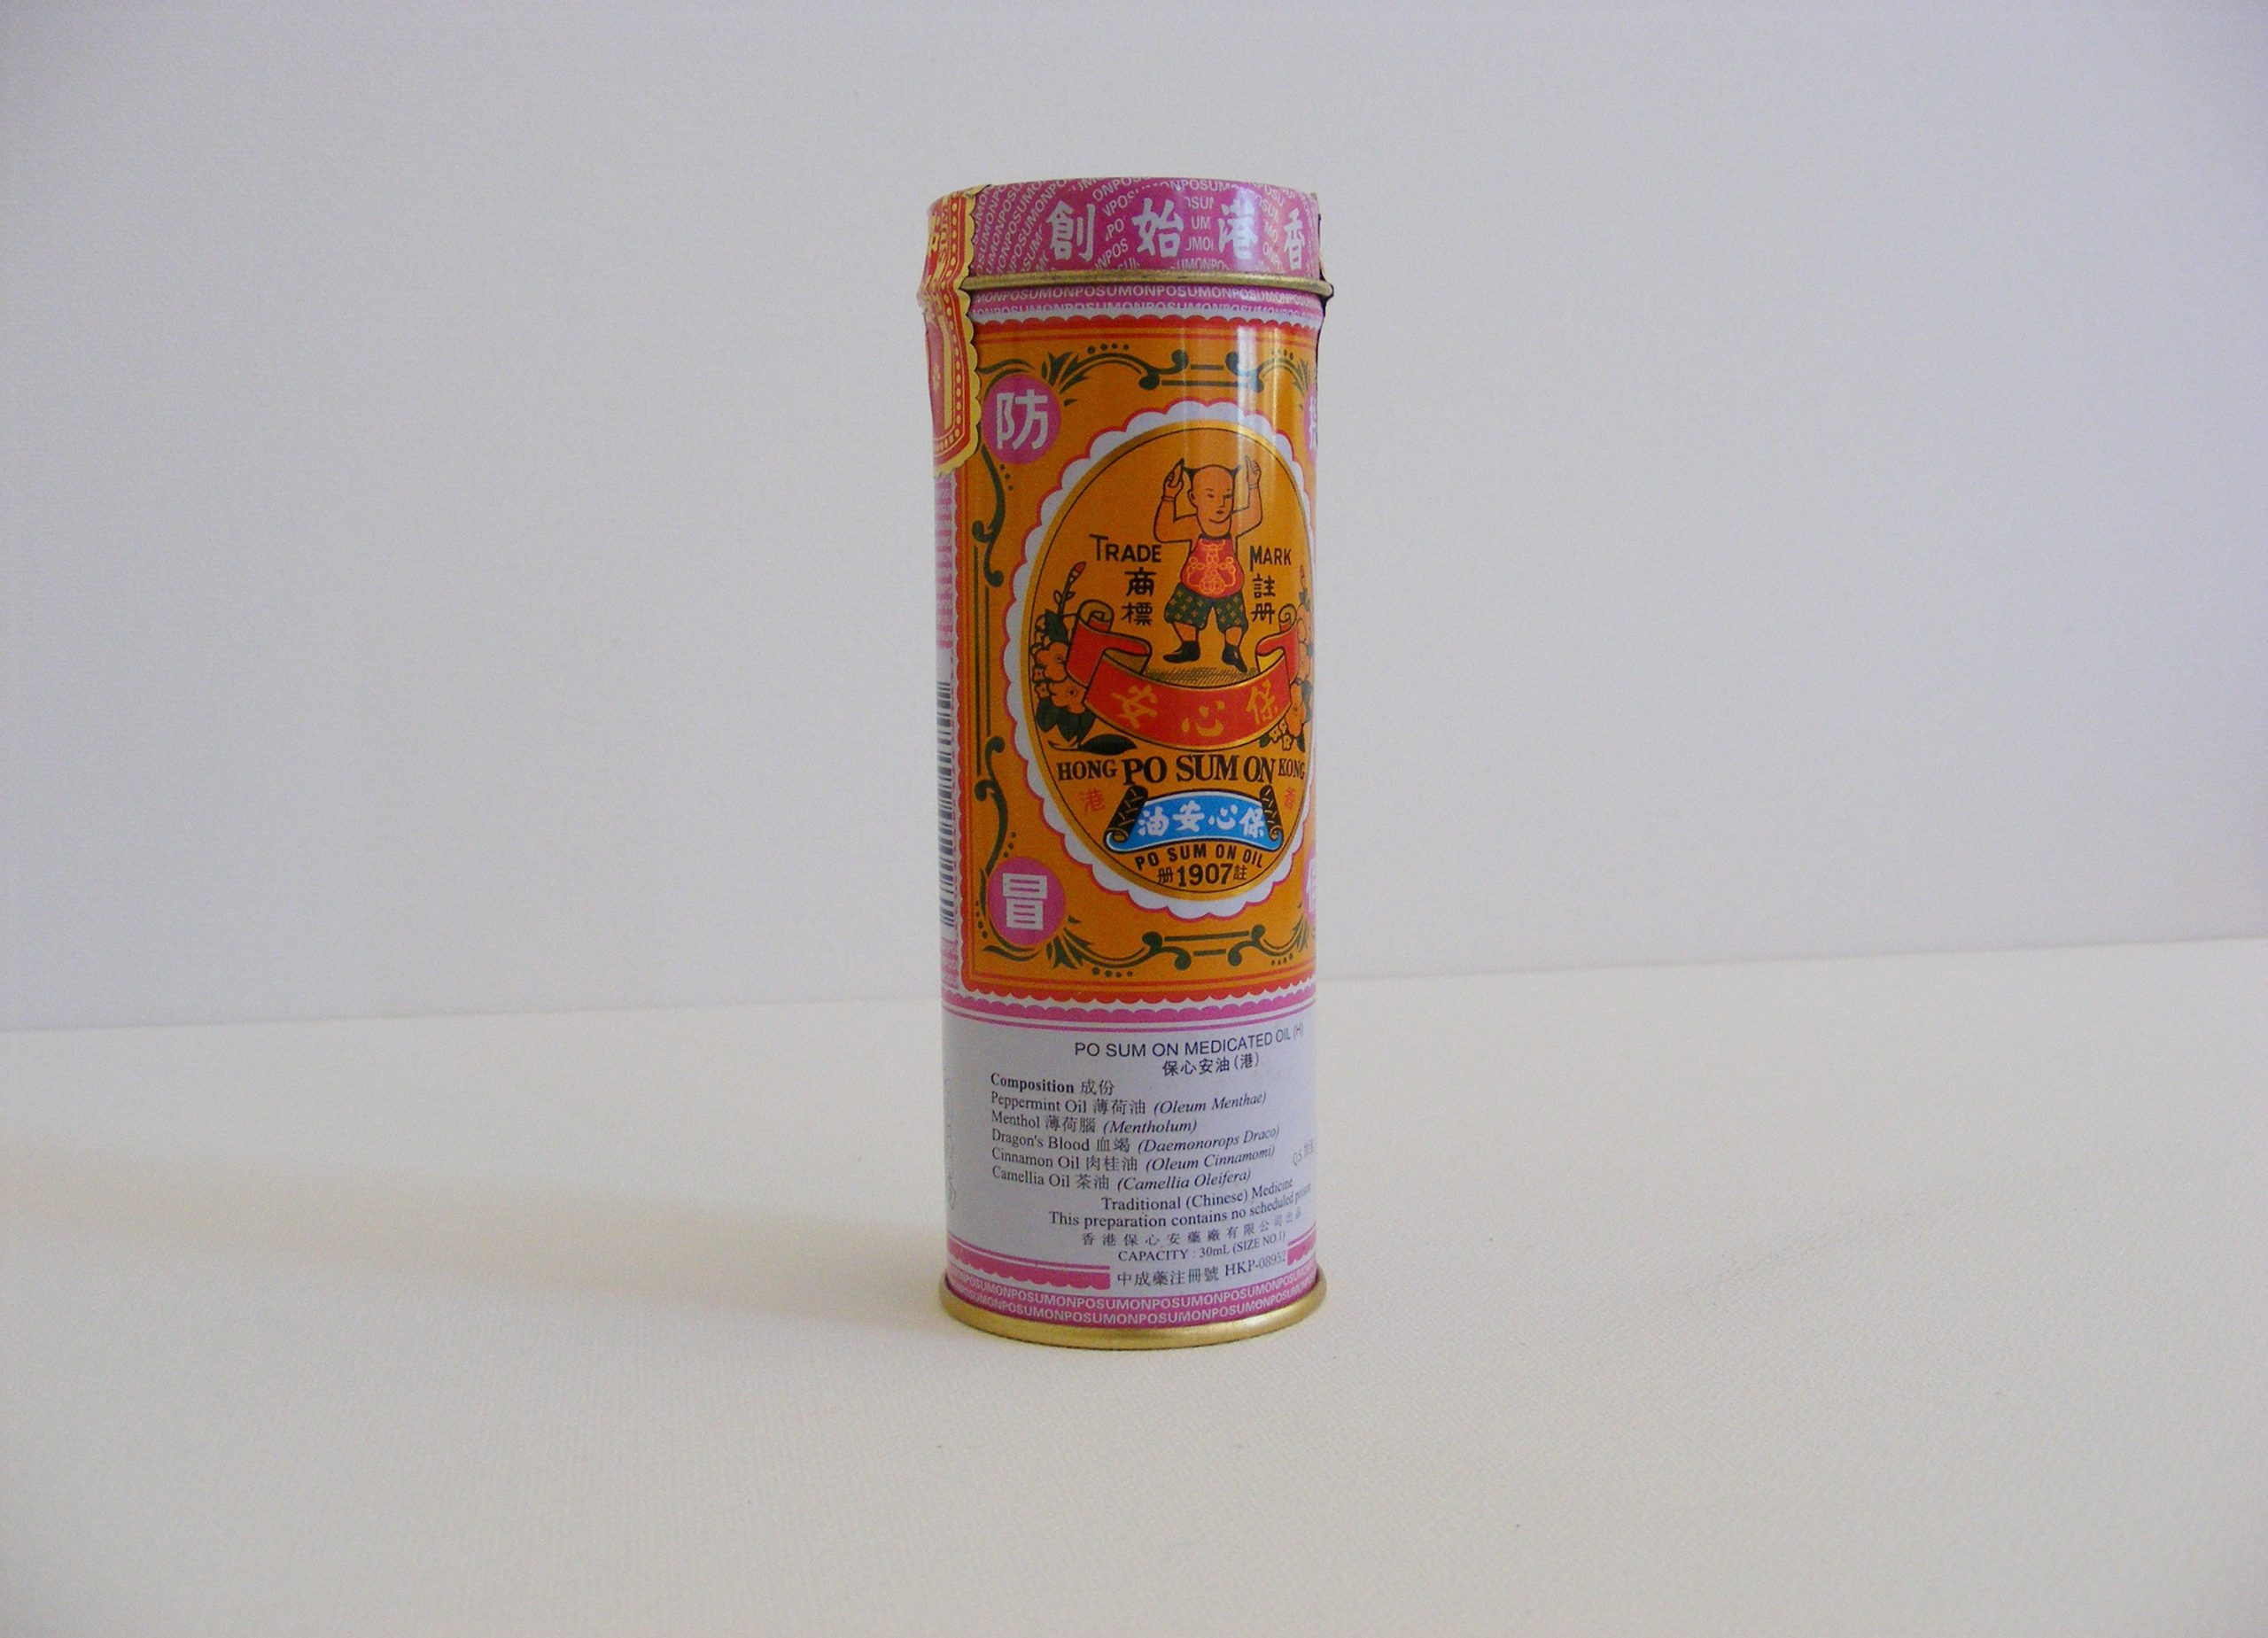 創始港香
MONPOSUMONPOSUMONPOSUMONPOSUMONPOSUM
防
TRADE MARK
商標 註册
安心保
HONG PO SUM ON KONG
港 香
油安心保
PO SUM ON OIL
册1907註
冒
PO SUM ON MEDICATED OIL (H)
保心安油(港)
Composition 成份
Peppermint Oil 薄荷油 (Oleum Menthae)
Menthol 薄荷腦 (Mentholum)
Dragon's Blood 血竭 (Daemonorops Draco)
Cinnamon Oil 肉桂油 (Oleum Cinnamomi)
Camellia Oil 茶油 (Camellia Oleifera)
Traditional (Chinese) Medicine
This preparation contains no scheduled poison
香港保心安藥廠有限公司出品
CAPACITY : 30mL (SIZE NO.1)
中成藥注冊號 HKP-08952
POSUMONPOSUMONPOSUMONPOSUMONPOSUMON